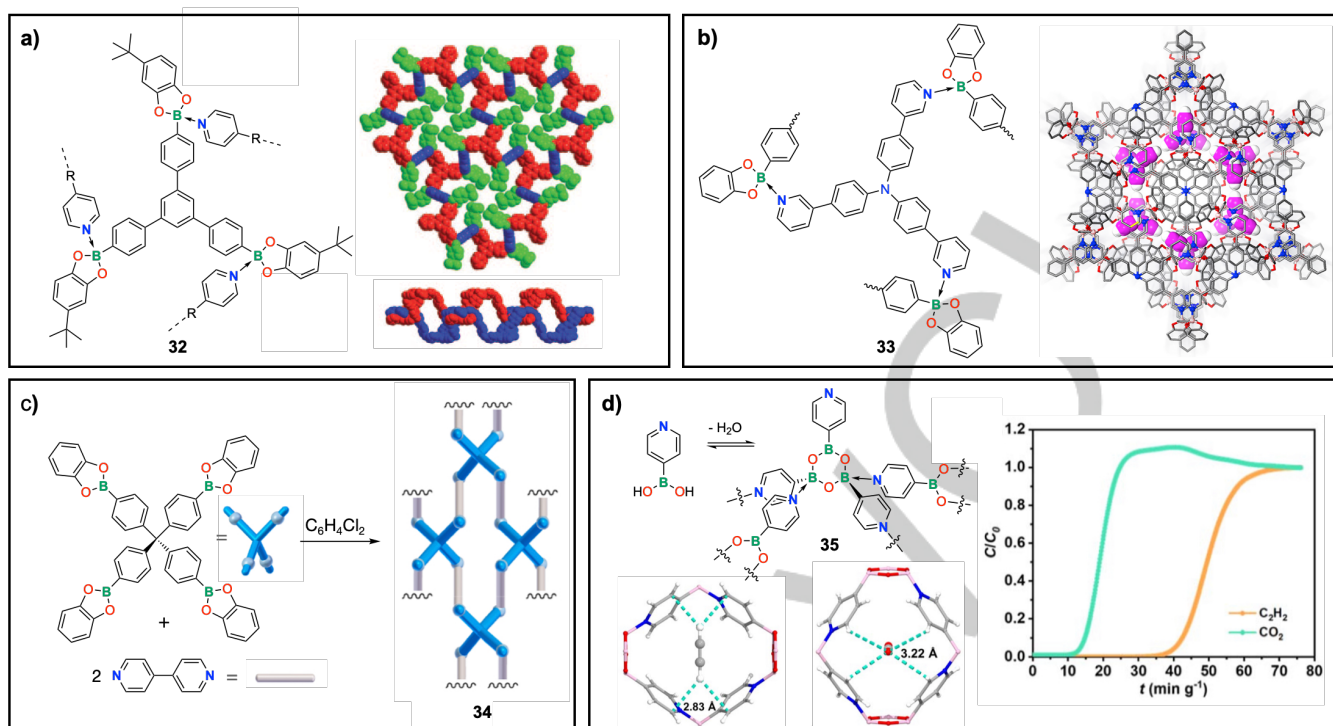 a)
O
O
B
N
R
R
N
B
O
O
N
R
B
O
O
32
b)
O
O
B
N
O
O
B
N
N
N
B
O
O
33
c)
O
O
B
O
O
B
O
B
O
O
B
O
=
C6H4Cl2
+
2 N N =
34
d)
N
B
HO OH
- H2O
N
B
O O
B O B
N N
N N
B
O O
B
O
O
35
2.83 Å
3.22 Å
C/C0
1.2
1.0
0.8
0.6
0.4
0.2
0.0
C2H2
CO2
0 10 20 30 40 50 60 70 80
t (min g-1)